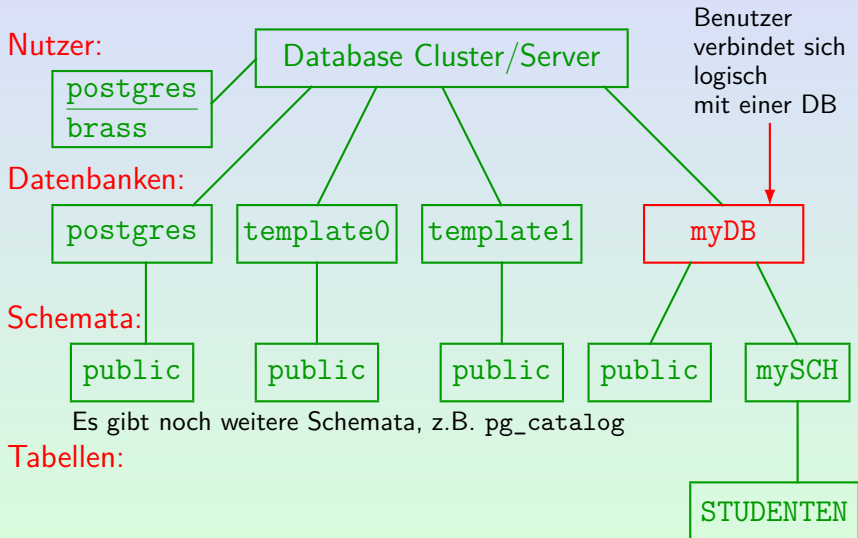 Benutzer
verbindet sich
logisch
mit einer DB
Nutzer:
Database Cluster/Server
postgres
brass
Datenbanken:
postgres
template0
template1
myDB
Schemata:
public
public
public
public
mySCH
Es gibt noch weitere Schemata, z.B. pg_catalog
Tabellen:
STUDENTEN